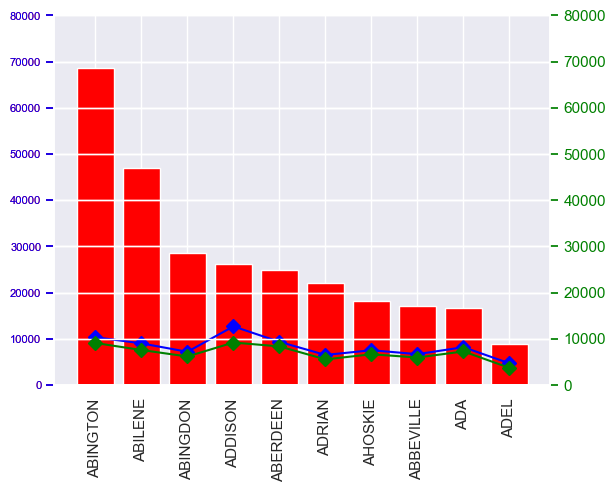 80000
70000
60000
50000
40000
30000
20000
10000
0
80000
70000
60000
50000
40000
30000
20000
10000
0
ABINGTON
ABILENE
ABINGDON
ADDISON
ABERDEEN
ADRIAN
AHOSKIE
ABBEVILLE
ADA
ADEL